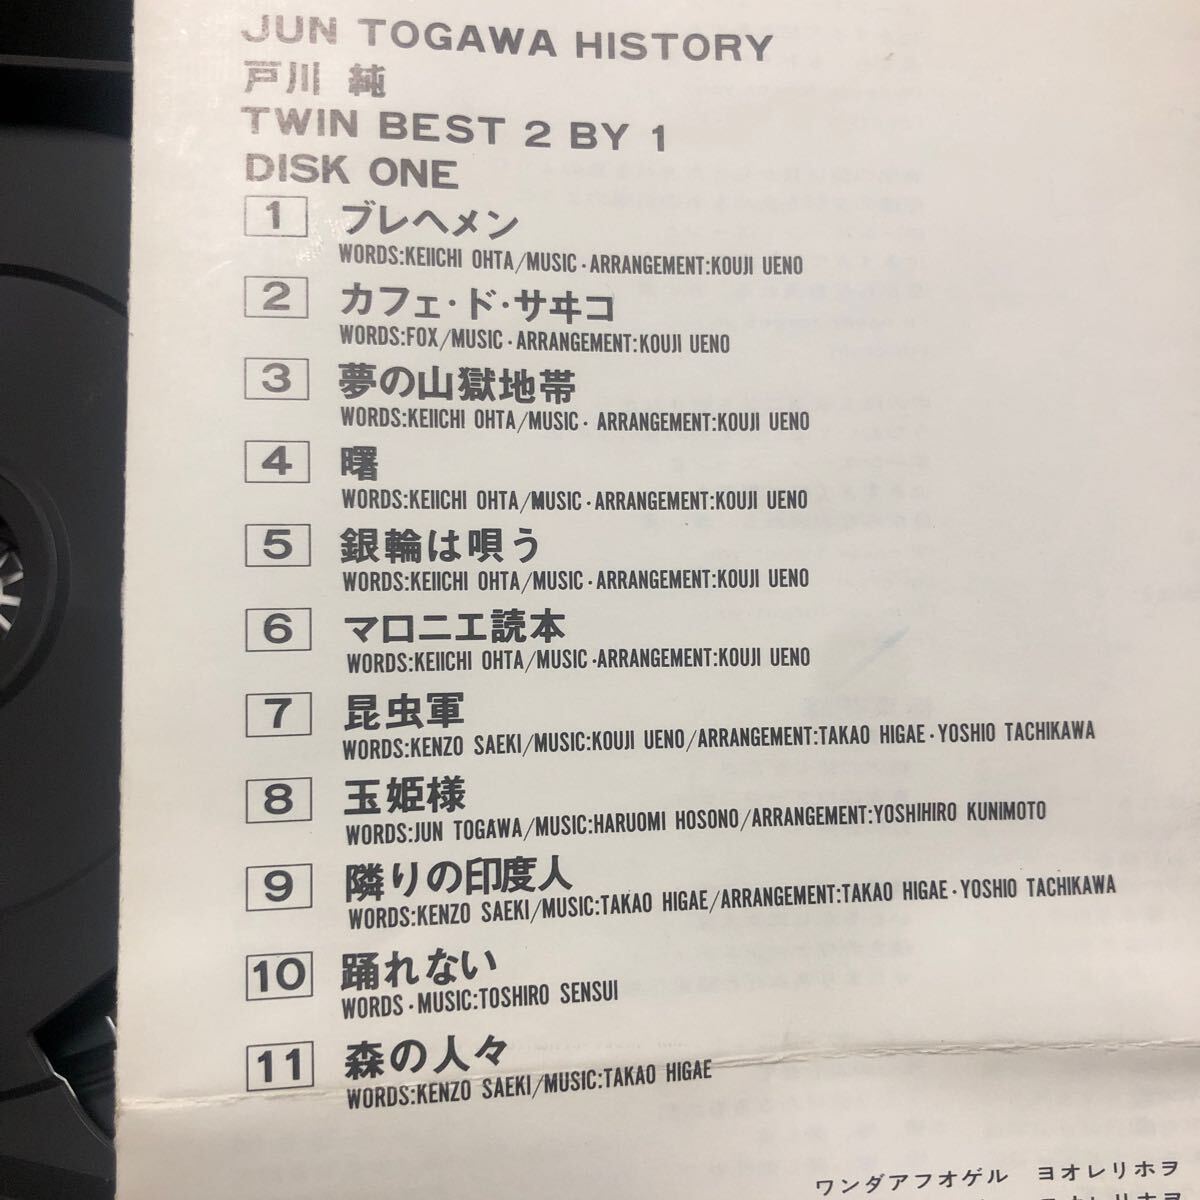 JUN TOGAWA HISTORY
戸川 純
TWIN BEST 2 BY 1
DISK ONE
1 ブレヘメン
WORDS:KEIICHI OHTA/MUSIC・ARRANGEMENT:KOUJI UENO
2 カフェ・ド・サヰコ
WORDS:FOX/MUSIC・ARRANGEMENT:KOUJI UENO
3 夢の山獄地帯
WORDS:KEIICHI OHTA/MUSIC・ARRANGEMENT:KOUJI UENO
4 曙
WORDS:KEIICHI OHTA/MUSIC・ARRANGEMENT:KOUJI UENO
5 銀輪は唄う
WORDS:KEIICHI OHTA/MUSIC・ARRANGEMENT:KOUJI UENO
6 マロニエ読本
WORDS:KEIICHI OHTA/MUSIC・ARRANGEMENT:KOUJI UENO
7 昆虫軍
WORDS:KENZO SAEKI/MUSIC:KOUJI UENO/ARRANGEMENT:TAKAO HIGAE・YOSHIO TACHIKAWA
8 玉姫様
WORDS:JUN TOGAWA/MUSIC:HARUOMI HOSONO/ARRANGEMENT:YOSHIHIRO KUNIMOTO
9 隣りの印度人
WORDS:KENZO SAEKI/MUSIC:TAKAO HIGAE/ARRANGEMENT:TAKAO HIGAE・YOSHIO TACHIKAWA
10 踊れない
WORDS・MUSIC:TOSHIRO SENSUI
11 森の人々
WORDS:KENZO SAEKI/MUSIC:TAKAO HIGAE
ワンダアフオゲル ヨオレリホヲ